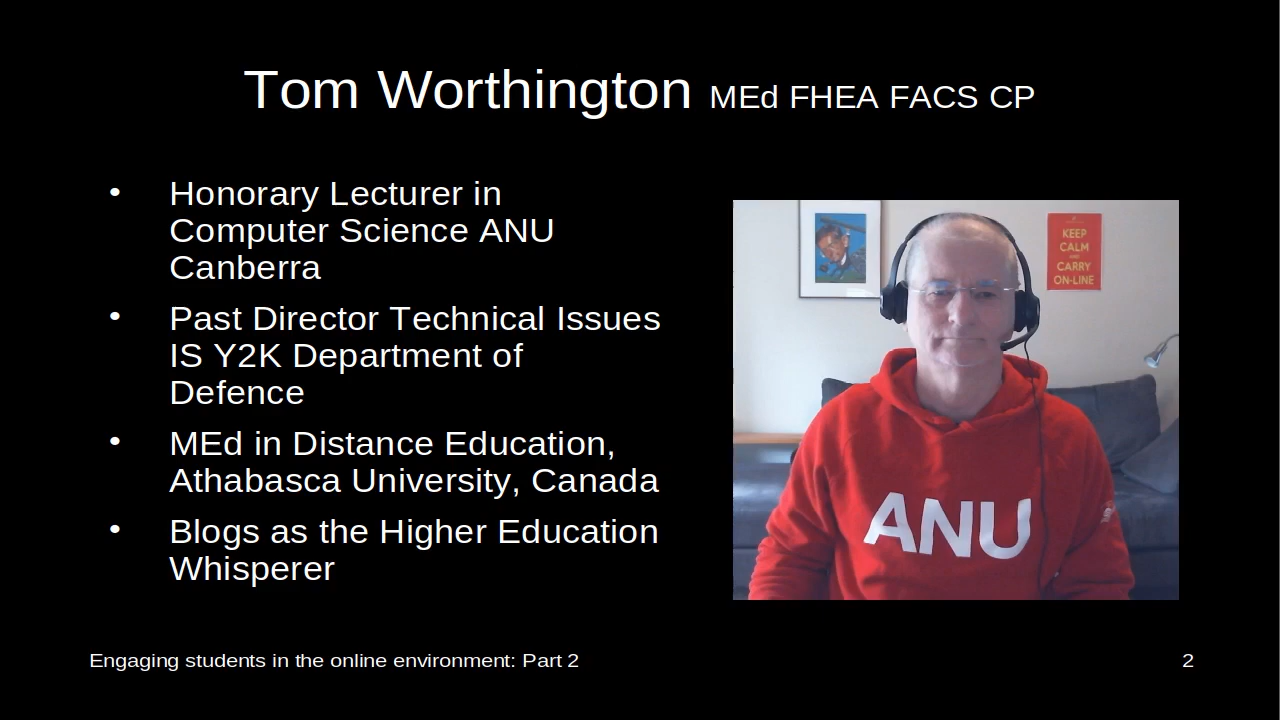 Tom Worthington MEd FHEA FACS CP
• Honorary Lecturer in
Computer Science ANU
Canberra
• Past Director Technical Issues
IS Y2K Department of
Defence
• MEd in Distance Education,
Athabasca University, Canada
• Blogs as the Higher Education
Whisperer
KEEP
CALM
AND
CARRY
ON-LINE
ANU
Engaging students in the online environment: Part 2
2